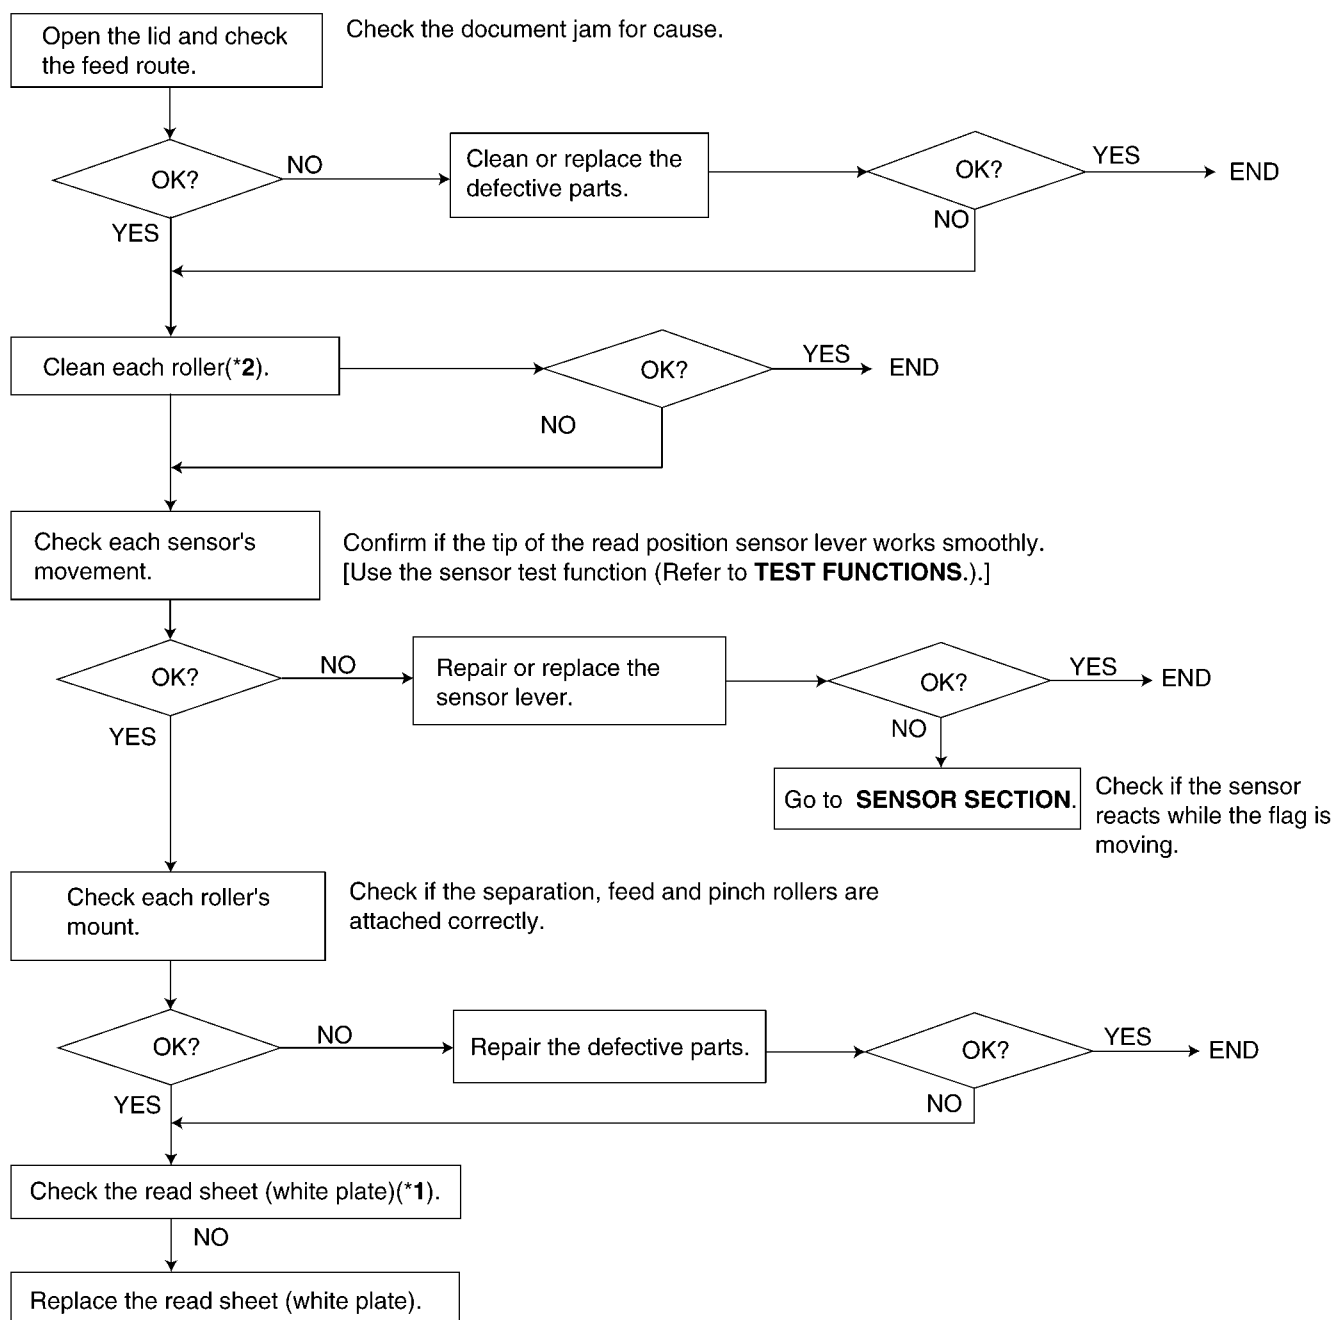 Open the lid and check
the feed route.
Check the document jam for cause.
OK?
NO
Clean or replace the
defective parts.
OK?
YES
END
YES
NO
Clean each roller(*2).
OK?
YES
END
NO
Check each sensor's
movement.
Confirm if the tip of the read position sensor lever works smoothly.
[Use the sensor test function (Refer to TEST FUNCTIONS.).]
OK?
NO
Repair or replace the
sensor lever.
OK?
YES
END
YES
NO
Go to SENSOR SECTION.
Check if the sensor
reacts while the flag is
moving.
Check each roller's
mount.
Check if the separation, feed and pinch rollers are
attached correctly.
OK?
NO
Repair the defective parts.
OK?
YES
END
YES
NO
Check the read sheet (white plate)(*1).
NO
Replace the read sheet (white plate).